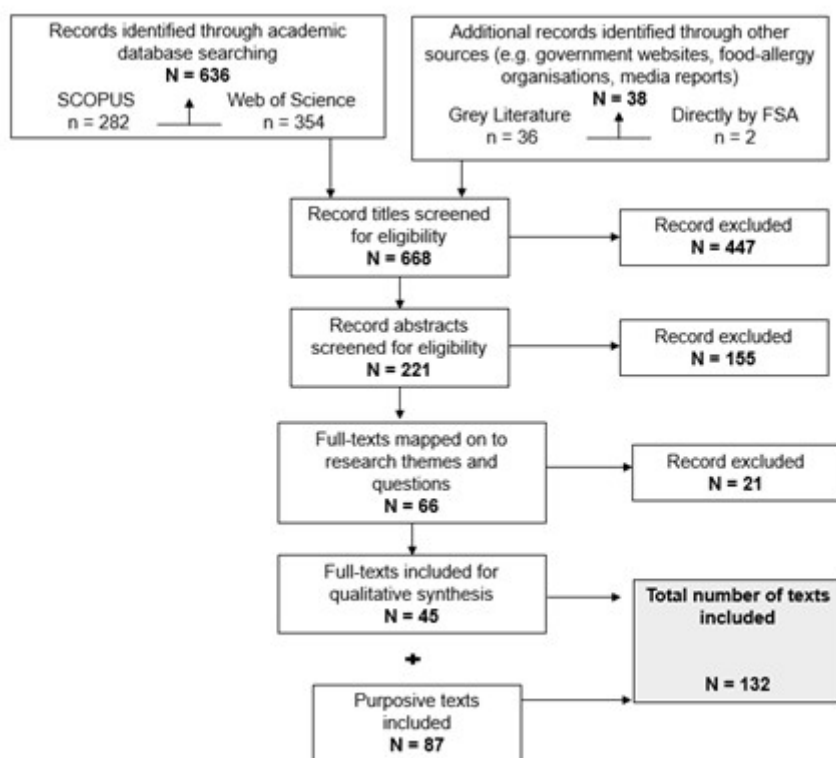 Records identified through academic
database searching
N = 636
SCOPUS
n = 282
Web of Science
n = 354
Additional records identified through other
sources (e.g. government websites, food-allergy
organisations, media reports)
N = 38
Grey Literature
n = 36
Directly by FSA
n = 2
Record titles screened
for eligibility
N = 668
Record excluded
N = 447
Record abstracts
screened for eligibility
N = 221
Record excluded
N = 155
Full-texts mapped on to
research themes and
questions
N = 66
Record excluded
N = 21
Full-texts included for
qualitative synthesis
N = 45
+
Purposive texts
included
N = 87
Total number of texts
included
N = 132